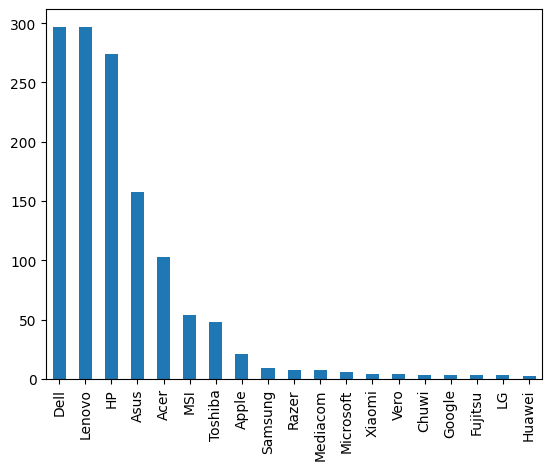 300
250
200
150
100
50
0
Dell
Lenovo
HP
Asus
Acer
MSI
Toshiba
Apple
Samsung
Razer
Mediacom
Microsoft
Xiaomi
Vero
Chuwi
Google
Fujitsu
LG
Huawei